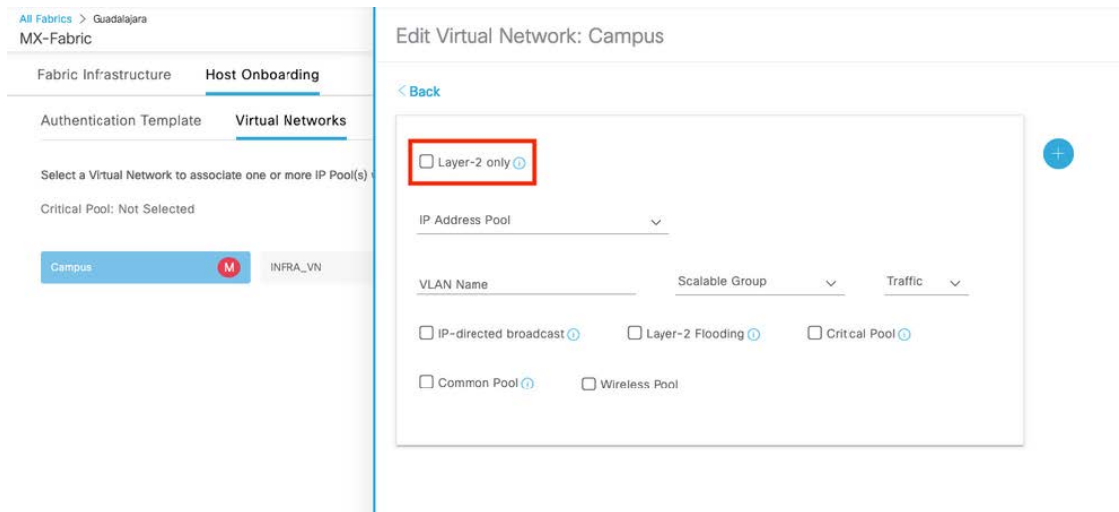 All Fabrics > Guadalajara
MX-Fabric
Fabric Infrastructure Host Onboarding
Authentication Template Virtual Networks
Select a Virtual Network to associate one or more IP Pool(s)
Critical Pool: Not Selected
Campus M INFRA_VN
Edit Virtual Network: Campus
< Back
Layer-2 only
IP Address Pool
VLAN Name Scalable Group Traffic
IP-directed broadcast Layer-2 Flooding Critical Pool
Common Pool Wireless Pool